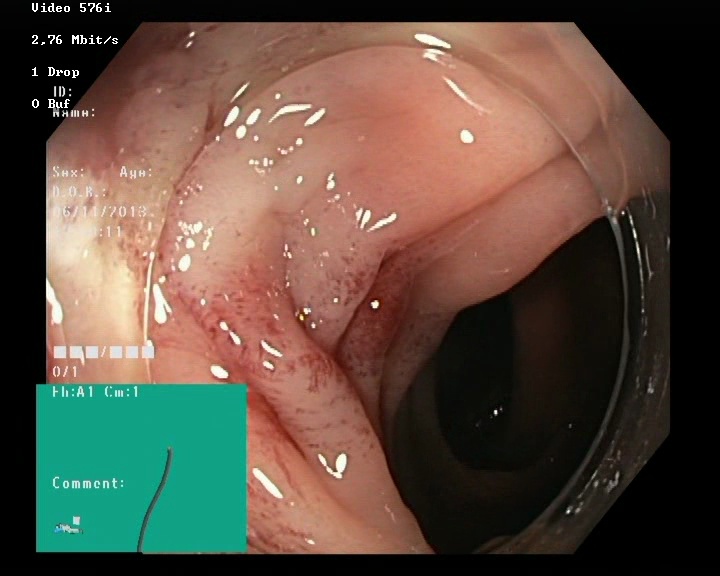 Video 576i
2,76 Mbit/s
1 Drop
0 Buf
ID:
Name:
Sex: Age:
D.O.B.:
06/11/2013
0/1
Eh:A1 Cm:1
Comment: